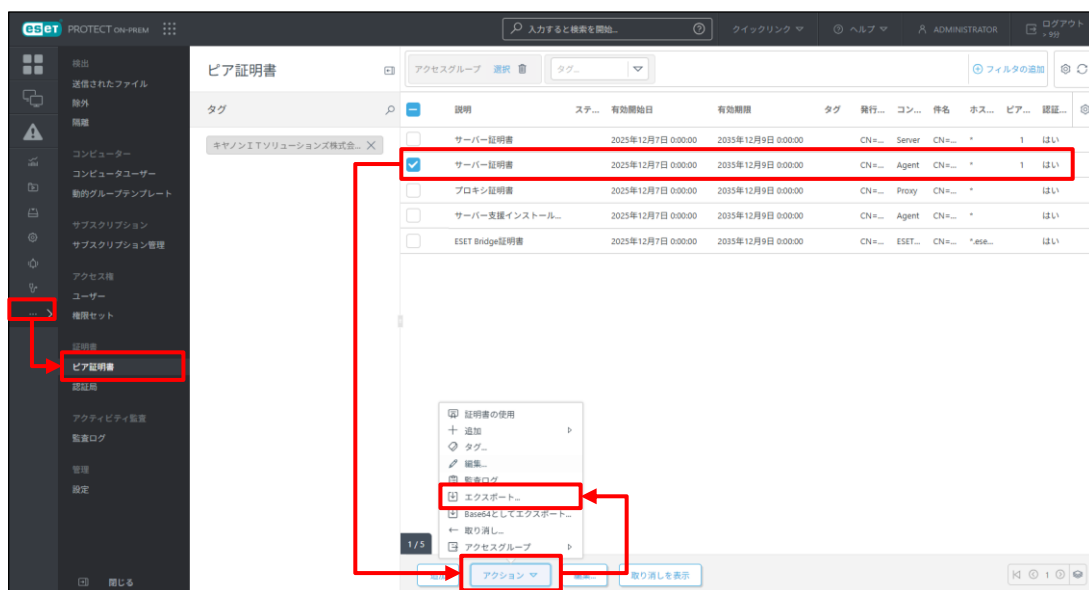 eset PROTECT ON-PREM
入力すると検索を開始...
クイックリンク
ヘルプ
ADMINISTRATOR
ログアウト
> 9分
検出
送信されたファイル
除外
隔離
コンピューター
コンピュータユーザー
動的グループテンプレート
サブスクリプション
サブスクリプション管理
アクセス権
ユーザー
権限セット
証明書
ピア証明書
認証局
アクティビティ監査
監査ログ
管理
設定
閉じる
ピア証明書
タグ
キヤノンITソリューションズ株式会...
アクセスグループ 選択
タグ...
フィルタの追加
説明 ステ... 有効開始日 有効期限 タグ 発行... コン... 件名 ホス... ピア... 認証...
サーバー証明書 2025年12月7日 0:00:00 2035年12月9日 0:00:00 CN=... Server CN=... * 1 はい
サーバー証明書 2025年12月7日 0:00:00 2035年12月9日 0:00:00 CN=... Agent CN=... * 1 はい
プロキシ証明書 2025年12月7日 0:00:00 2035年12月9日 0:00:00 CN=... Proxy CN=... * はい
サーバー支援インストール... 2025年12月7日 0:00:00 2035年12月9日 0:00:00 CN=... Agent CN=... * はい
ESET Bridge証明書 2025年12月7日 0:00:00 2035年12月9日 0:00:00 CN=... ESET... CN=... *.ese... はい
証明書の使用
追加
タグ...
編集...
監査ログ
エクスポート...
Base64としてエクスポート...
取り消し...
アクセスグループ
1 / 5
追加
アクション
編集...
取り消しを表示
1